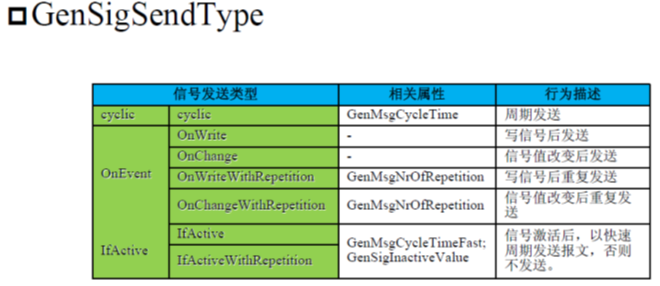 GenSigSendType
信号发送类型 相关属性 行为描述
cyclic cyclic GenMsgCycleTime 周期发送
OnEvent OnWrite - 写信号后发送
OnChange - 信号值改变后发送
OnWriteWithRepetition GenMsgNrOfRepetition 写信号后重复发送
OnChangeWithRepetition GenMsgNrOfRepetition 信号值改变后重复发
送
IfActive IfActive GenMsgCycleTimeFast; 信号激活后，以快速
IfActiveWithRepetition GenSigInactiveValue 周期发送报文，否则
不发送。